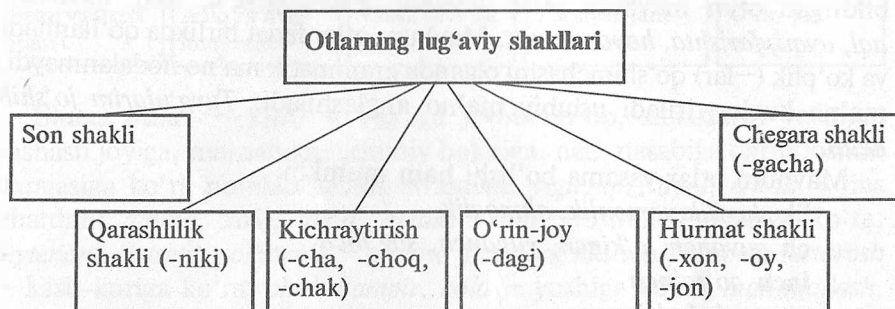 Otlarning lug‘aviy shakllari
Son shakli
Chegara shakli
(-gacha)
Qarashlilik
shakli (-niki)
Kichraytirish
(-cha, -choq,
-chak)
O‘rin-joy
(-dagi)
Hurmat shakli
(-xon, -oy, -
-jon)